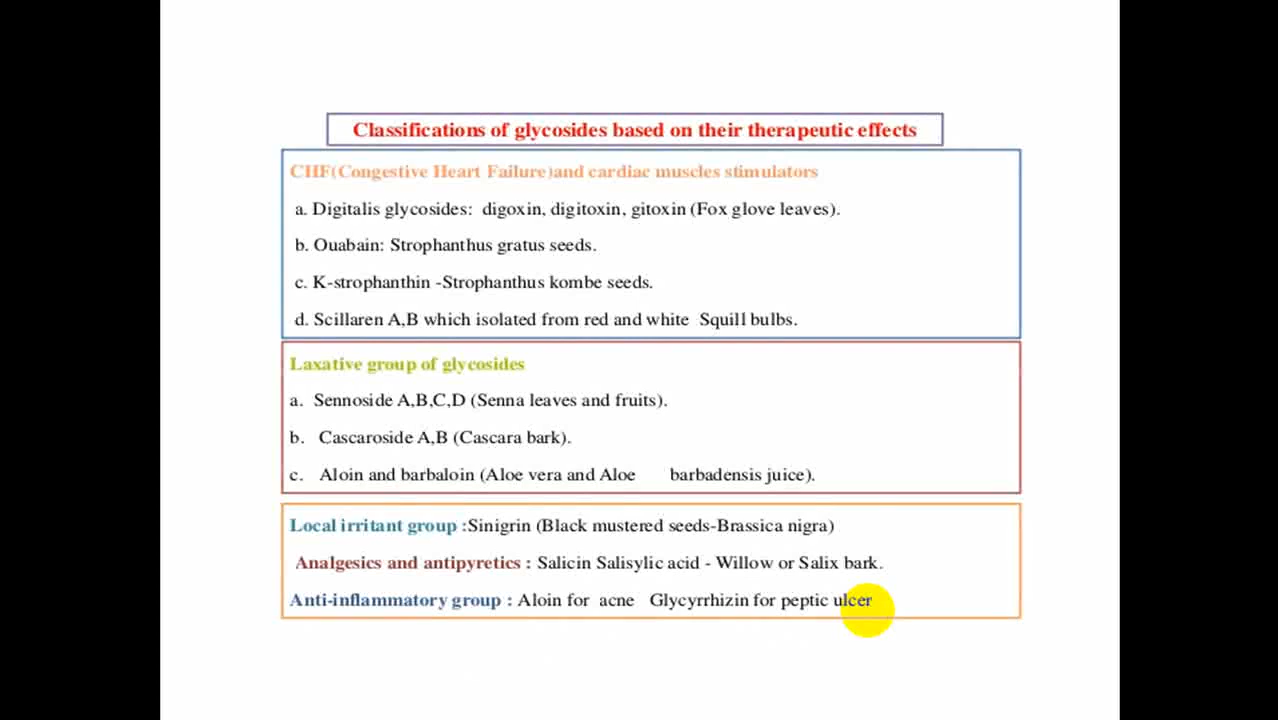 Classifications of glycosides based on their therapeutic effects
CHF(Congestive Heart Failure)and cardiac muscles stimulators
a. Digitalis glycosides: digoxin, digitoxin, gitoxin (Fox glove leaves).
b. Ouabain: Strophanthus gratus seeds.
c. K-strophanthin -Strophanthus kombe seeds.
d. Scillaren A,B which isolated from red and white Squill bulbs.
Laxative group of glycosides
a. Sennoside A,B,C,D (Senna leaves and fruits).
b. Cascaroside A,B (Cascara bark).
c. Aloin and barbaloin (Aloe vera and Aloe barbadensis juice).
Local irritant group :Sinigrin (Black mustered seeds-Brassica nigra)
Analgesics and antipyretics : Salicin Salisylic acid - Willow or Salix bark.
Anti-inflammatory group : Aloin for acne Glycyrrhizin for peptic ulcer